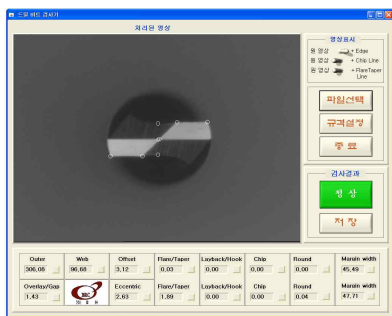 드릴 비트 검사기
처리된 영상
영상표시
원 영상 + Edge
원 영상 + Chip Line
원 영상 + FlareTaper Line
파일선택
규격설정
종 료
검사결과
정 상
저 장
Outer Web Offset Flare/Taper Layback/Hook Chip Round Margin width
306,08 96,68 3,12 0,03 0,00 0,00 0,00 45,49
Overlay/Gap Eccentric Flare/Taper Layback/Hook Chip Round Margin width
1,43 2,63 1,89 0,00 0,00 0,04 47,71